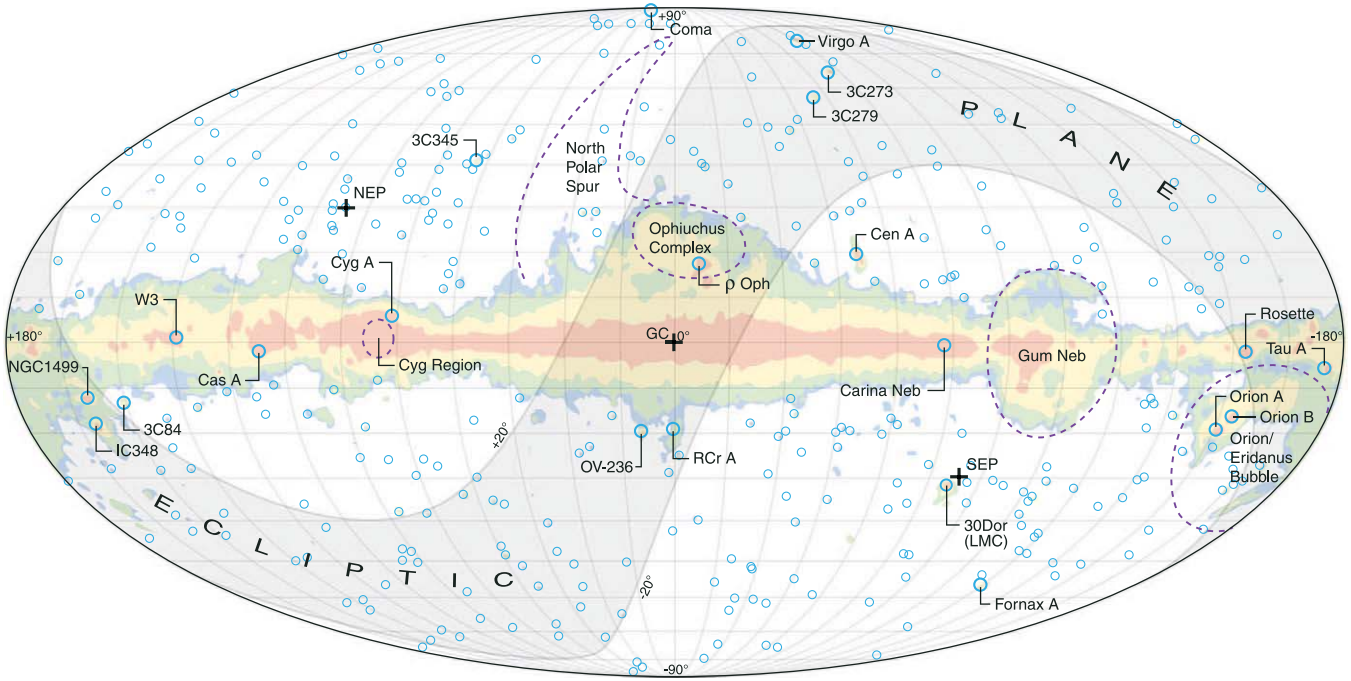 +90°
Coma
Virgo A
3C273
3C279
PLANE
3C345
North
Polar
Spur
NEP
Ophiuchus
Complex
Cen A
Cyg A
ρ Oph
W3
Rosette
+180°
GC
0°
-180°
Tau A
NGC1499
Cas A
Cyg Region
Gum Neb
Carina Neb
Orion A
Orion B
3C84
IC348
Orion/
Eridanus
Bubble
+20°
OV-236
RCr A
SEP
ECLIPTIC
30Dor
(LMC)
-20°
Fornax A
-90°